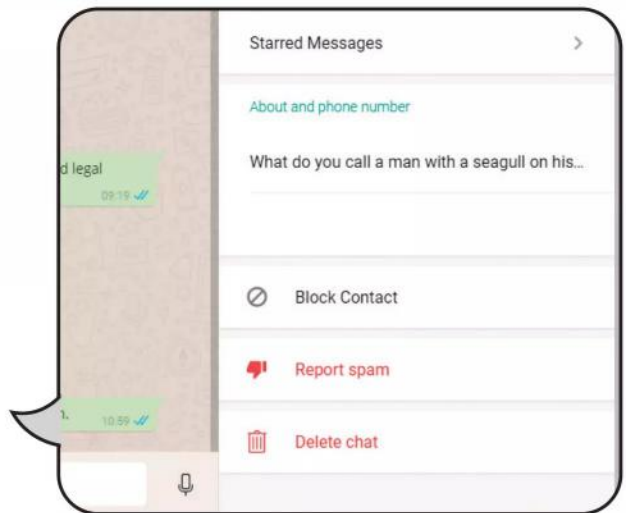 Starred Messages
About and phone number
What do you call a man with a seagull on his...
d legal
09:19
Block Contact
Report spam
n.
10:59
Delete chat